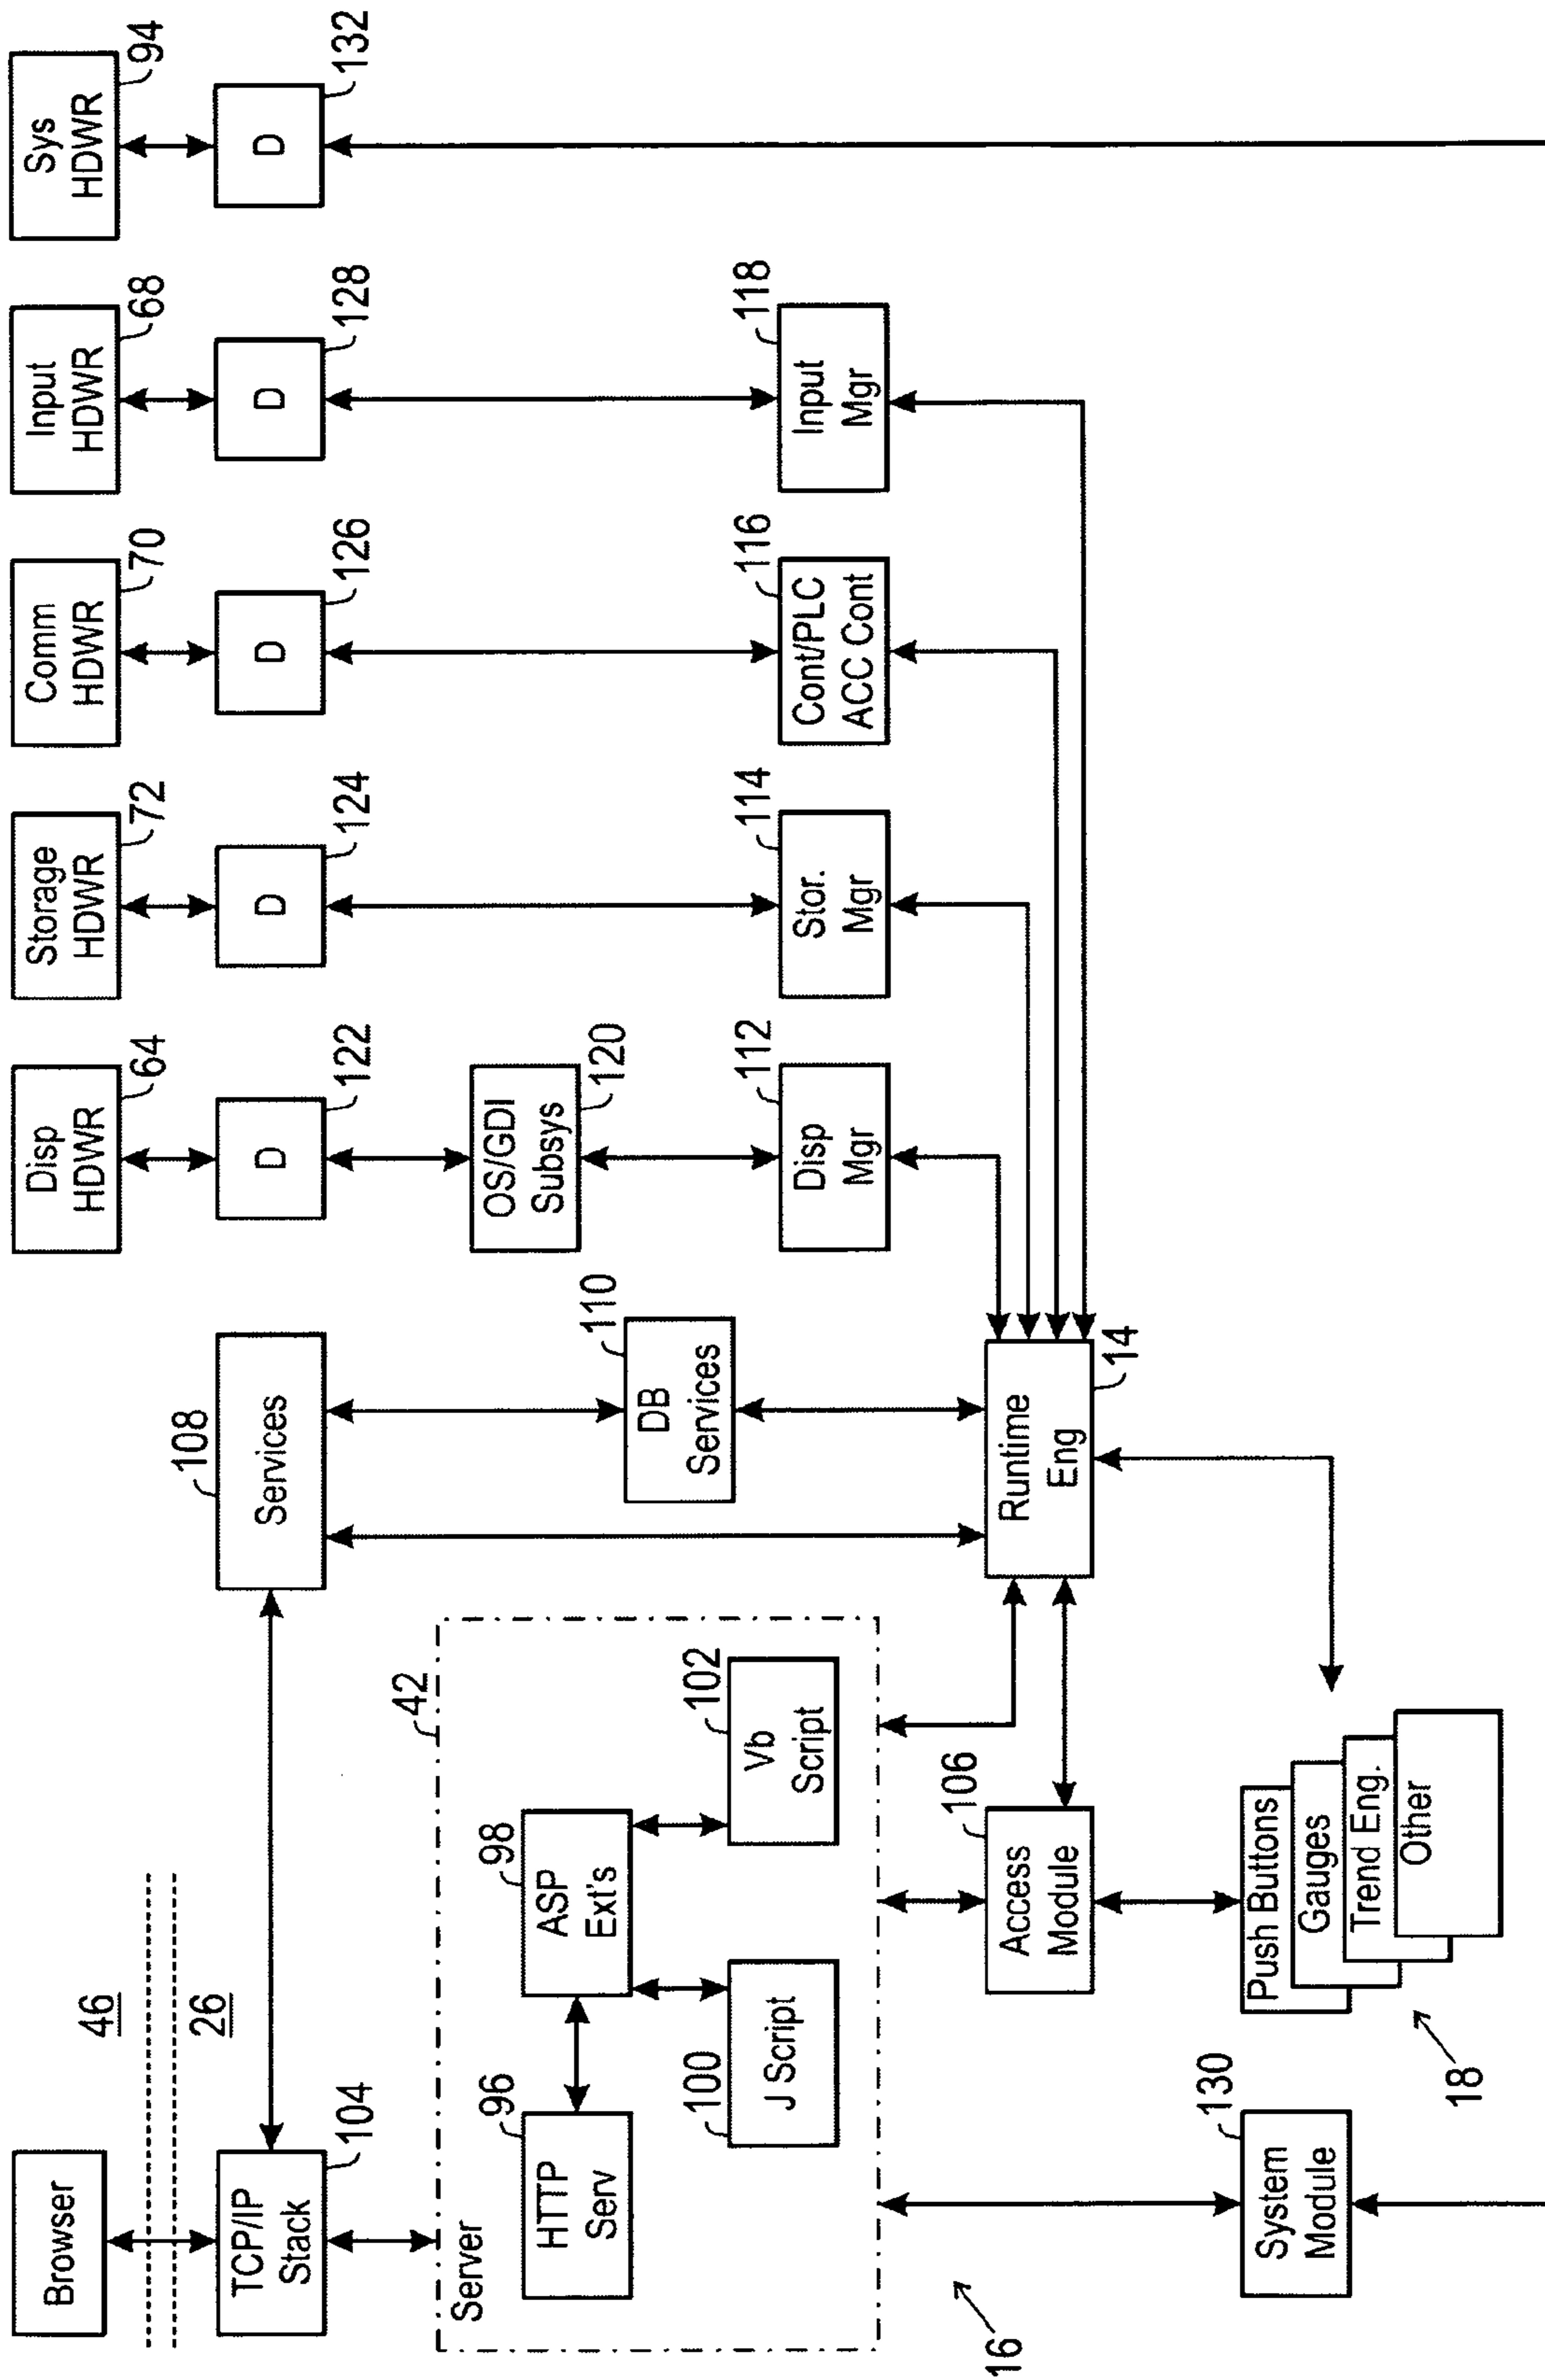 Browser
46
26
TCP/IP
Stack
104
Services
108
Disp
HDWR
64
D
122
Storage
HDWR
72
D
124
Comm
HDWR
70
D
126
Input
HDWR
68
D
128
Sys
HDWR
94
D
132
Server
42
HTTP
Serv
96
ASP
Ext's
98
J Script
100
Vb
Script
102
DB
Services
110
OS/GDI
Subsys
120
Disp
Mgr
112
Stor.
Mgr
114
Cont/PLC
ACC Cont
116
Input
Mgr
118
16
Access
Module
106
Runtime
Eng
14
System
Module
130
Push Buttons
Gauges
Trend Eng.
Other
18